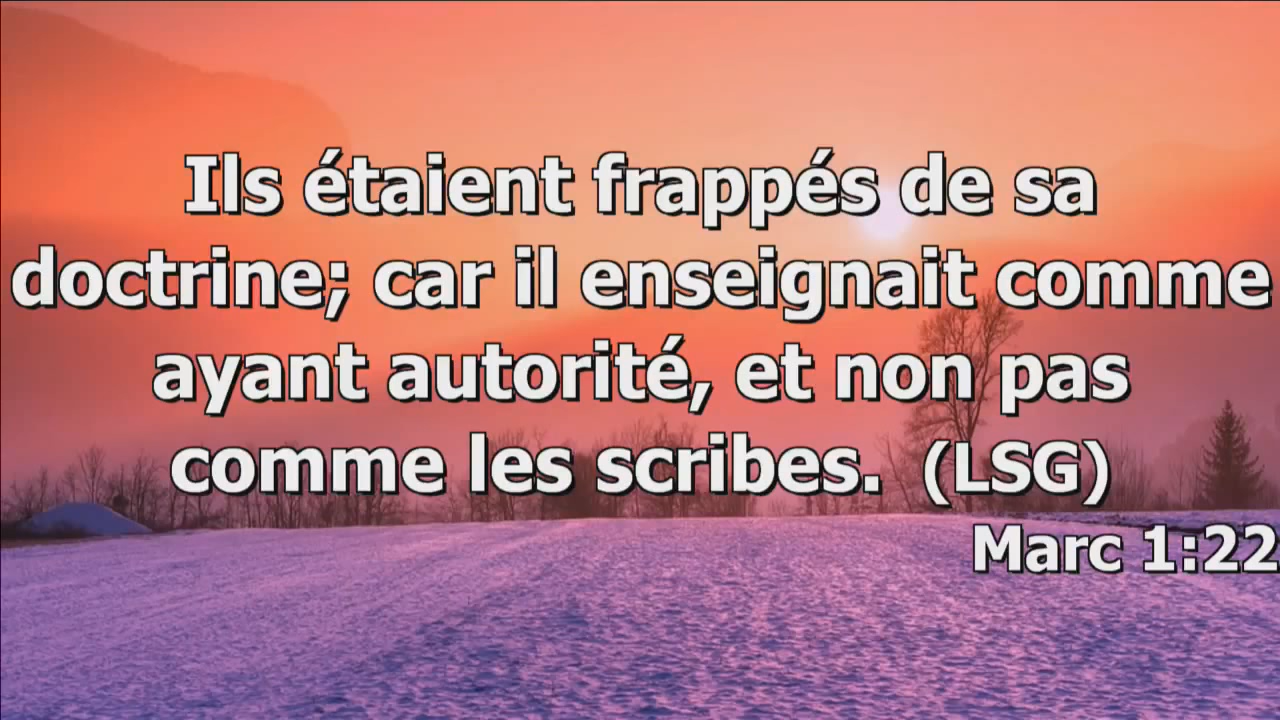 Ils étaient frappés de sa
doctrine; car il enseignait comme
ayant autorité, et non pas
comme les scribes.  (LSG)
Marc 1:22